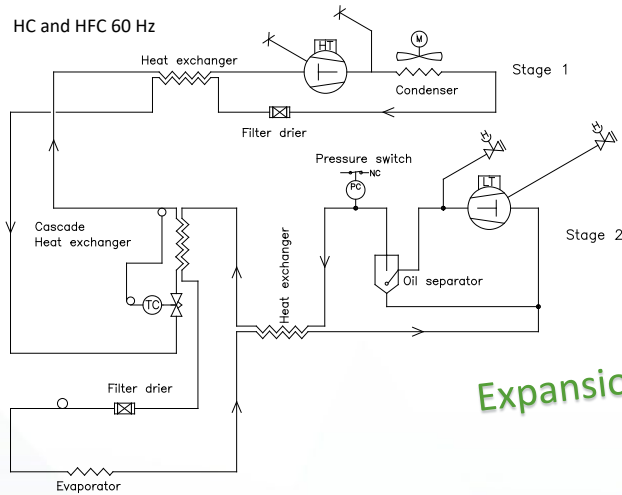 HC and HFC 60 Hz
Heat exchanger
HT
M
Stage 1
Condenser
Filter drier
Pressure switch
NC
PC
LT
Cascade
Heat exchanger
Heat exchanger
Stage 2
Oil separator
TC
Filter drier
Evaporator